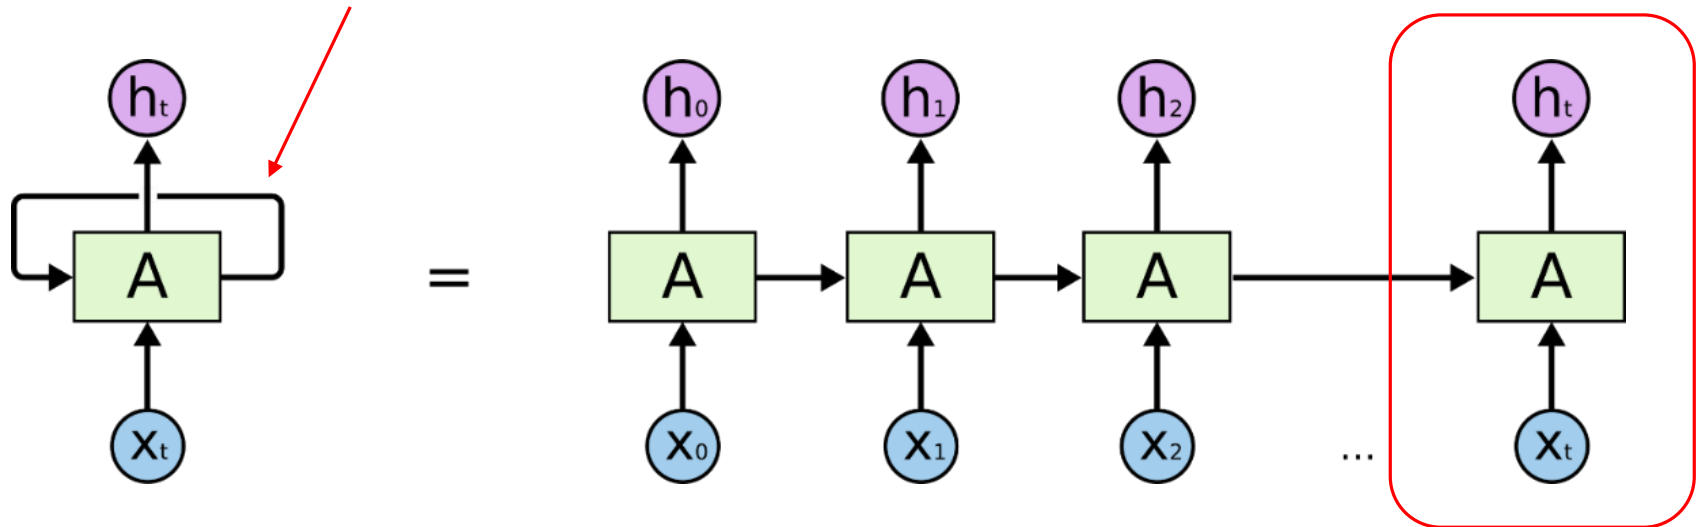 hₜ h₀ h₁ h₂ hₜ
A = A A A A
xₜ x₀ x₁ x₂ ... xₜ